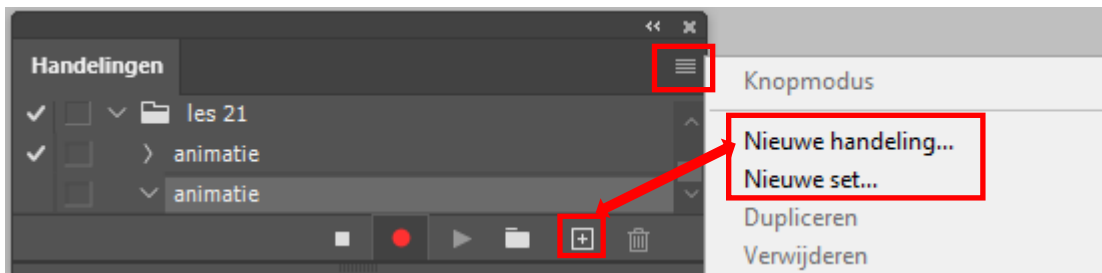 Handelingen
les 21
animatie
animatie
Knopmodus
Nieuwe handeling...
Nieuwe set...
Dupliceren
Verwijderen